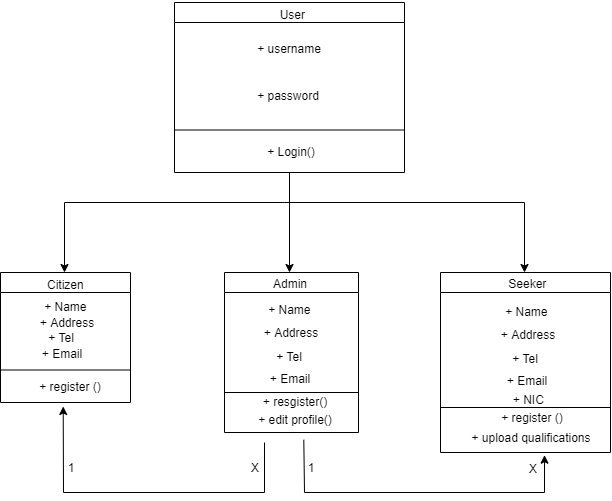 User
+ username
+ password
+ Login()
Citizen
+ Name
+ Address
+ Tel
+ Email
+ register ()
Admin
+ Name
+ Address
+ Tel
+ Email
+ resgister()
+ edit profile()
Seeker
+ Name
+ Address
+ Tel
+ Email
+ NIC
+ register ()
+ upload qualifications
1
X
1
X